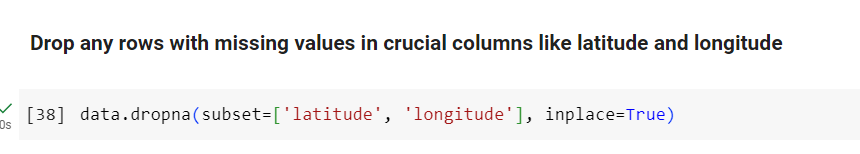 Drop any rows with missing values in crucial columns like latitude and longitude
[38] data.dropna(subset=['latitude', 'longitude'], inplace=True)
0s